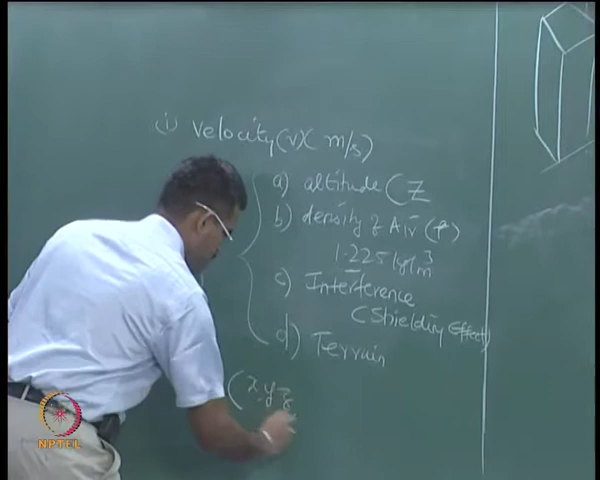 (i) Velocity (v) ( m/s)
a) altitude ( Z
b) density of Air (ρ)
1.225 kg/m3
c) Interference
(Shielding Effect)
d) Terrain
(x y z
NPTEL